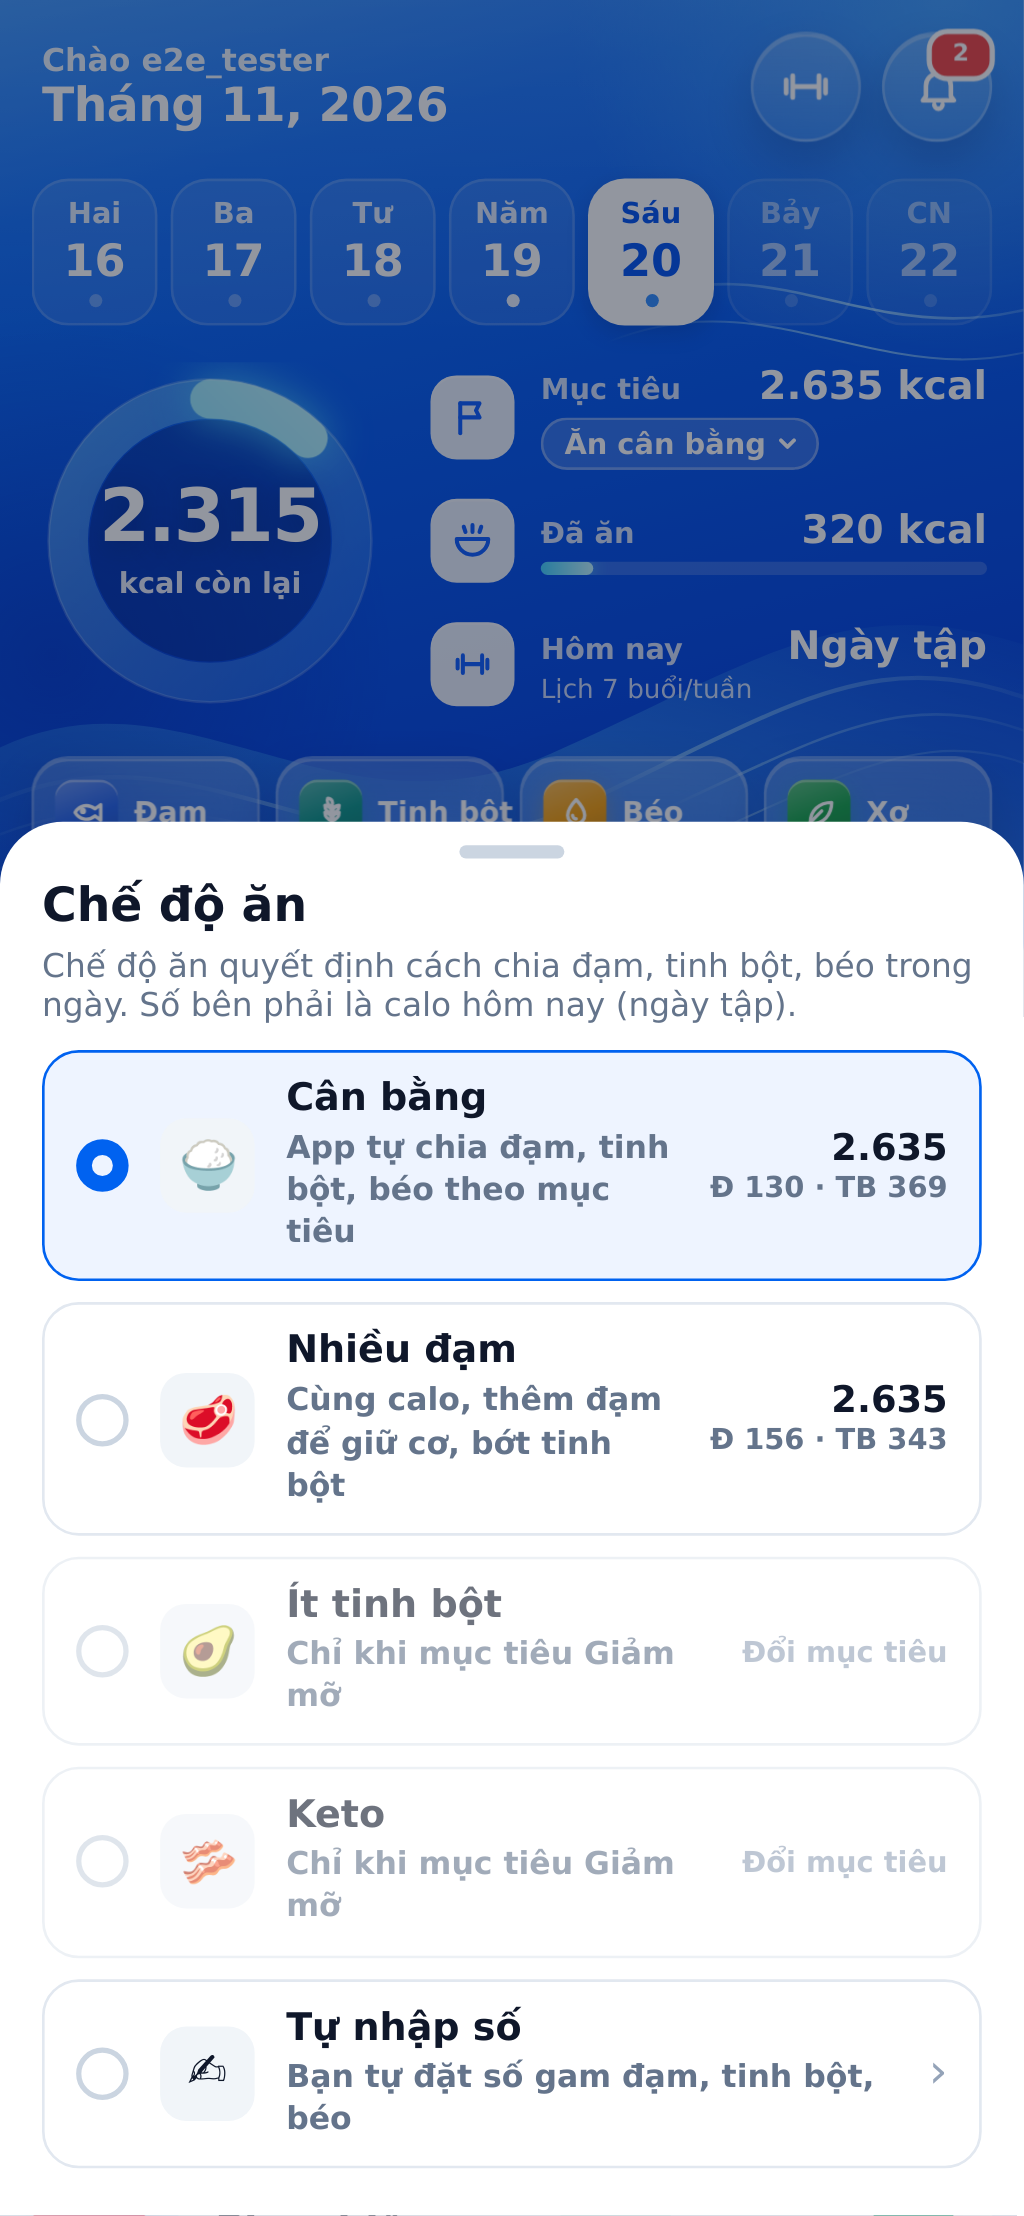 Chào e2e_tester
Tháng 11, 2026
2
Hai
16
Ba
17
Tư
18
Năm
19
Sáu
20
Bảy
21
CN
22
2.315
kcal còn lại
Mục tiêu
2.635 kcal
Ăn cân bằng
Đã ăn
320 kcal
Hôm nay
Ngày tập
Lịch 7 buổi/tuần
Đạm
Tinh bột
Béo
Xơ
Chế độ ăn
Chế độ ăn quyết định cách chia đạm, tinh bột, béo trong
ngày. Số bên phải là calo hôm nay (ngày tập).
Cân bằng
App tự chia đạm, tinh
bột, béo theo mục
tiêu
2.635
Đ 130 · TB 369
Nhiều đạm
Cùng calo, thêm đạm
để giữ cơ, bớt tinh
bột
2.635
Đ 156 · TB 343
Ít tinh bột
Chỉ khi mục tiêu Giảm
mỡ
Đổi mục tiêu
Keto
Chỉ khi mục tiêu Giảm
mỡ
Đổi mục tiêu
Tự nhập số
Bạn tự đặt số gam đạm, tinh bột,
béo